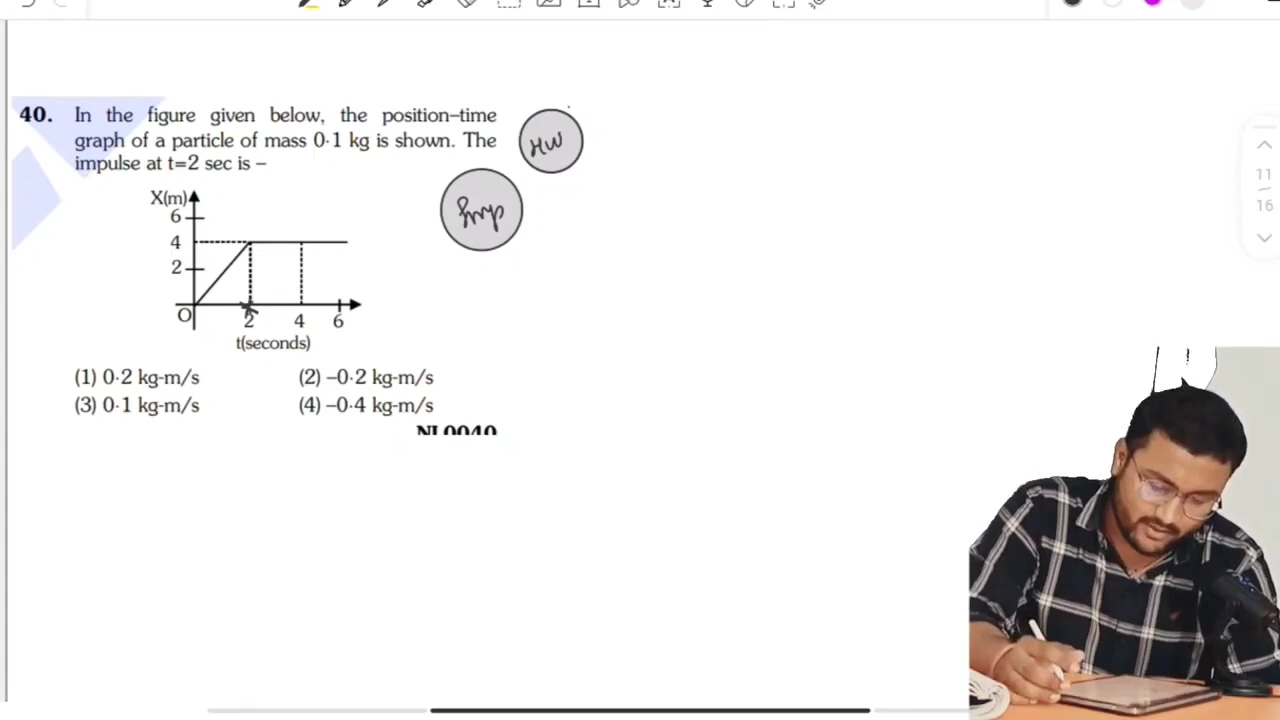 40. In the figure given below, the position–time
graph of a particle of mass 0·1 kg is shown. The
impulse at t=2 sec is –
HW
Imp
X(m)
6
4
2
O
2 4 6
t(seconds)
(1) 0·2 kg-m/s (2) –0·2 kg-m/s
(3) 0·1 kg-m/s (4) –0·4 kg-m/s
NL0040
11
16